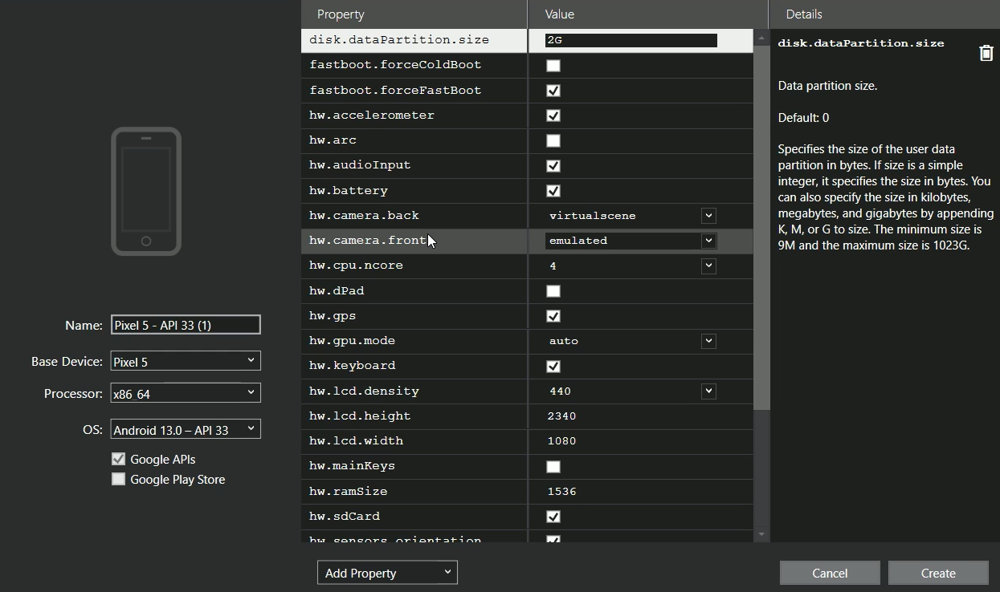 Property Value Details
disk.dataPartition.size 2G
fastboot.forceColdBoot
fastboot.forceFastBoot
hw.accelerometer
hw.arc
hw.audioInput
hw.battery
hw.camera.back virtualscene
hw.camera.front emulated
hw.cpu.ncore 4
hw.dPad
hw.gps
hw.gpu.mode auto
hw.keyboard
hw.lcd.density 440
hw.lcd.height 2340
hw.lcd.width 1080
hw.mainKeys
hw.ramSize 1536
hw.sdCard
hw.sensors.orientation
disk.dataPartition.size
Data partition size.
Default: 0
Specifies the size of the user data
partition in bytes. If size is a simple
integer, it specifies the size in bytes. You
can also specify the size in kilobytes,
megabytes, and gigabytes by appending
K, M, or G to size. The minimum size is
9M and the maximum size is 1023G.
Name: Pixel 5 - API 33 (1)
Base Device: Pixel 5
Processor: x86_64
OS: Android 13.0 – API 33
Google APIs
Google Play Store
Add Property
Cancel Create